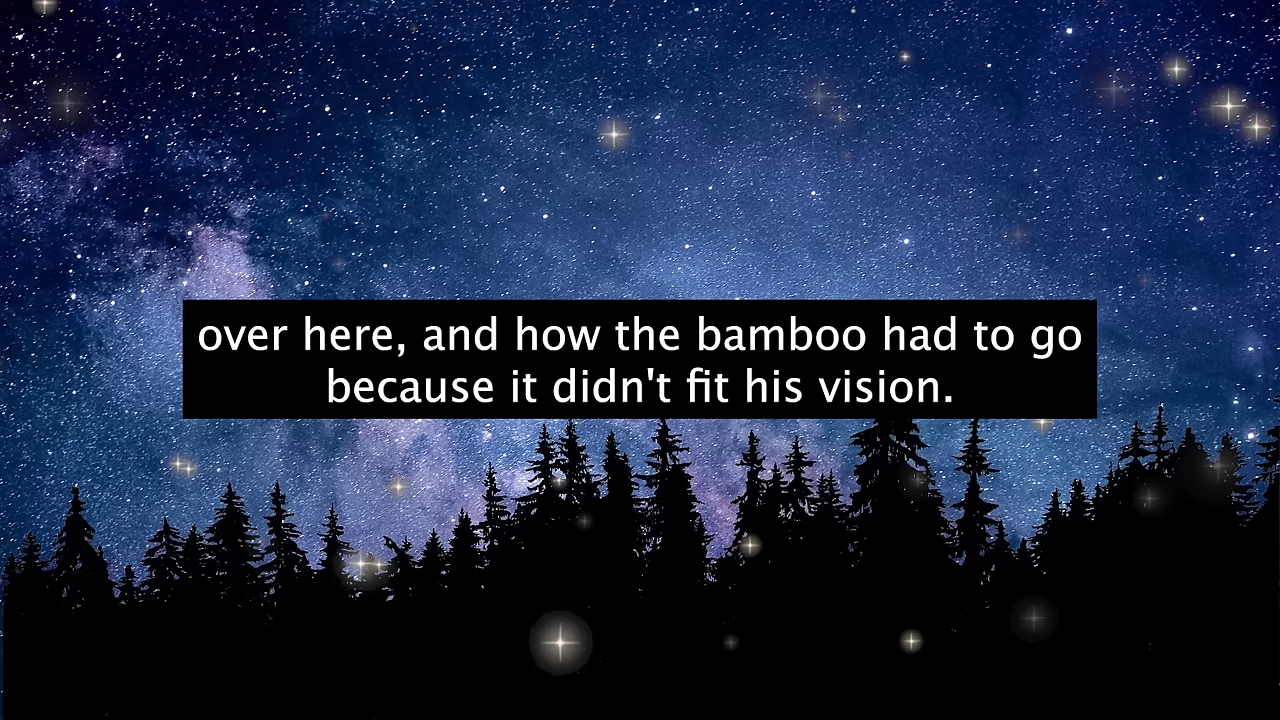 over here, and how the bamboo had to go
because it didn't fit his vision.